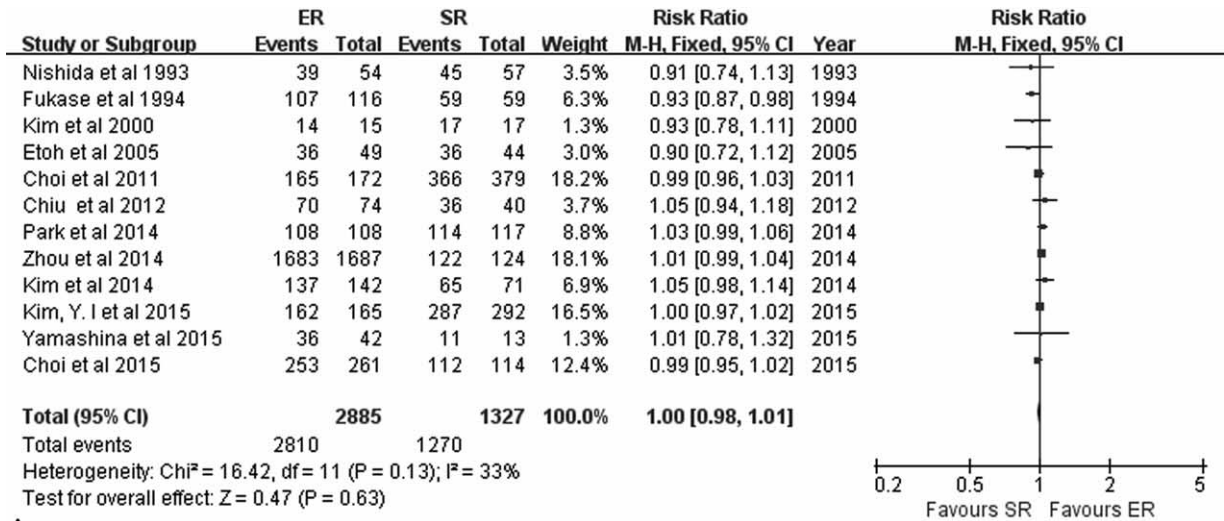 ER SR Risk Ratio Risk Ratio
Study or Subgroup Events Total Events Total Weight M-H, Fixed, 95% CI Year M-H, Fixed, 95% CI
Nishida et al 1993 39 54 45 57 3.5% 0.91 [0.74, 1.13] 1993
Fukase et al 1994 107 116 59 59 6.3% 0.93 [0.87, 0.98] 1994
Kim et al 2000 14 15 17 17 1.3% 0.93 [0.78, 1.11] 2000
Etoh et al 2005 36 49 36 44 3.0% 0.90 [0.72, 1.12] 2005
Choi et al 2011 165 172 366 379 18.2% 0.99 [0.96, 1.03] 2011
Chiu et al 2012 70 74 36 40 3.7% 1.05 [0.94, 1.18] 2012
Park et al 2014 108 108 114 117 8.8% 1.03 [0.99, 1.06] 2014
Zhou et al 2014 1683 1687 122 124 18.1% 1.01 [0.99, 1.04] 2014
Kim et al 2014 137 142 65 71 6.9% 1.05 [0.98, 1.14] 2014
Kim, Y. I et al 2015 162 165 287 292 16.5% 1.00 [0.97, 1.02] 2015
Yamashina et al 2015 36 42 11 13 1.3% 1.01 [0.78, 1.32] 2015
Choi et al 2015 253 261 112 114 12.4% 0.99 [0.95, 1.02] 2015
Total (95% CI) 2885 1327 100.0% 1.00 [0.98, 1.01]
Total events 2810 1270
Heterogeneity: Chi² = 16.42, df = 11 (P = 0.13); I² = 33%
Test for overall effect: Z = 0.47 (P = 0.63)
0.2 0.5 1 2 5
Favours SR Favours ER